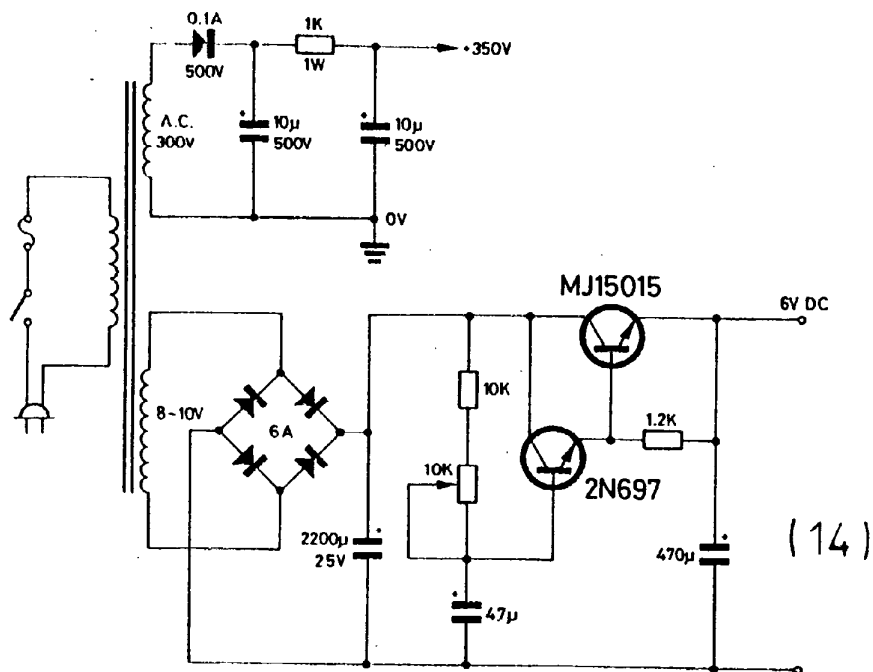 0.1A
500V
1K
1W
+350V
A.C.
300V
10µ
500V
10µ
500V
0V
MJ15015
6V DC
8~10V
6A
10K
1.2K
10K
2N697
2200µ
25V
470µ
(14)
47µ